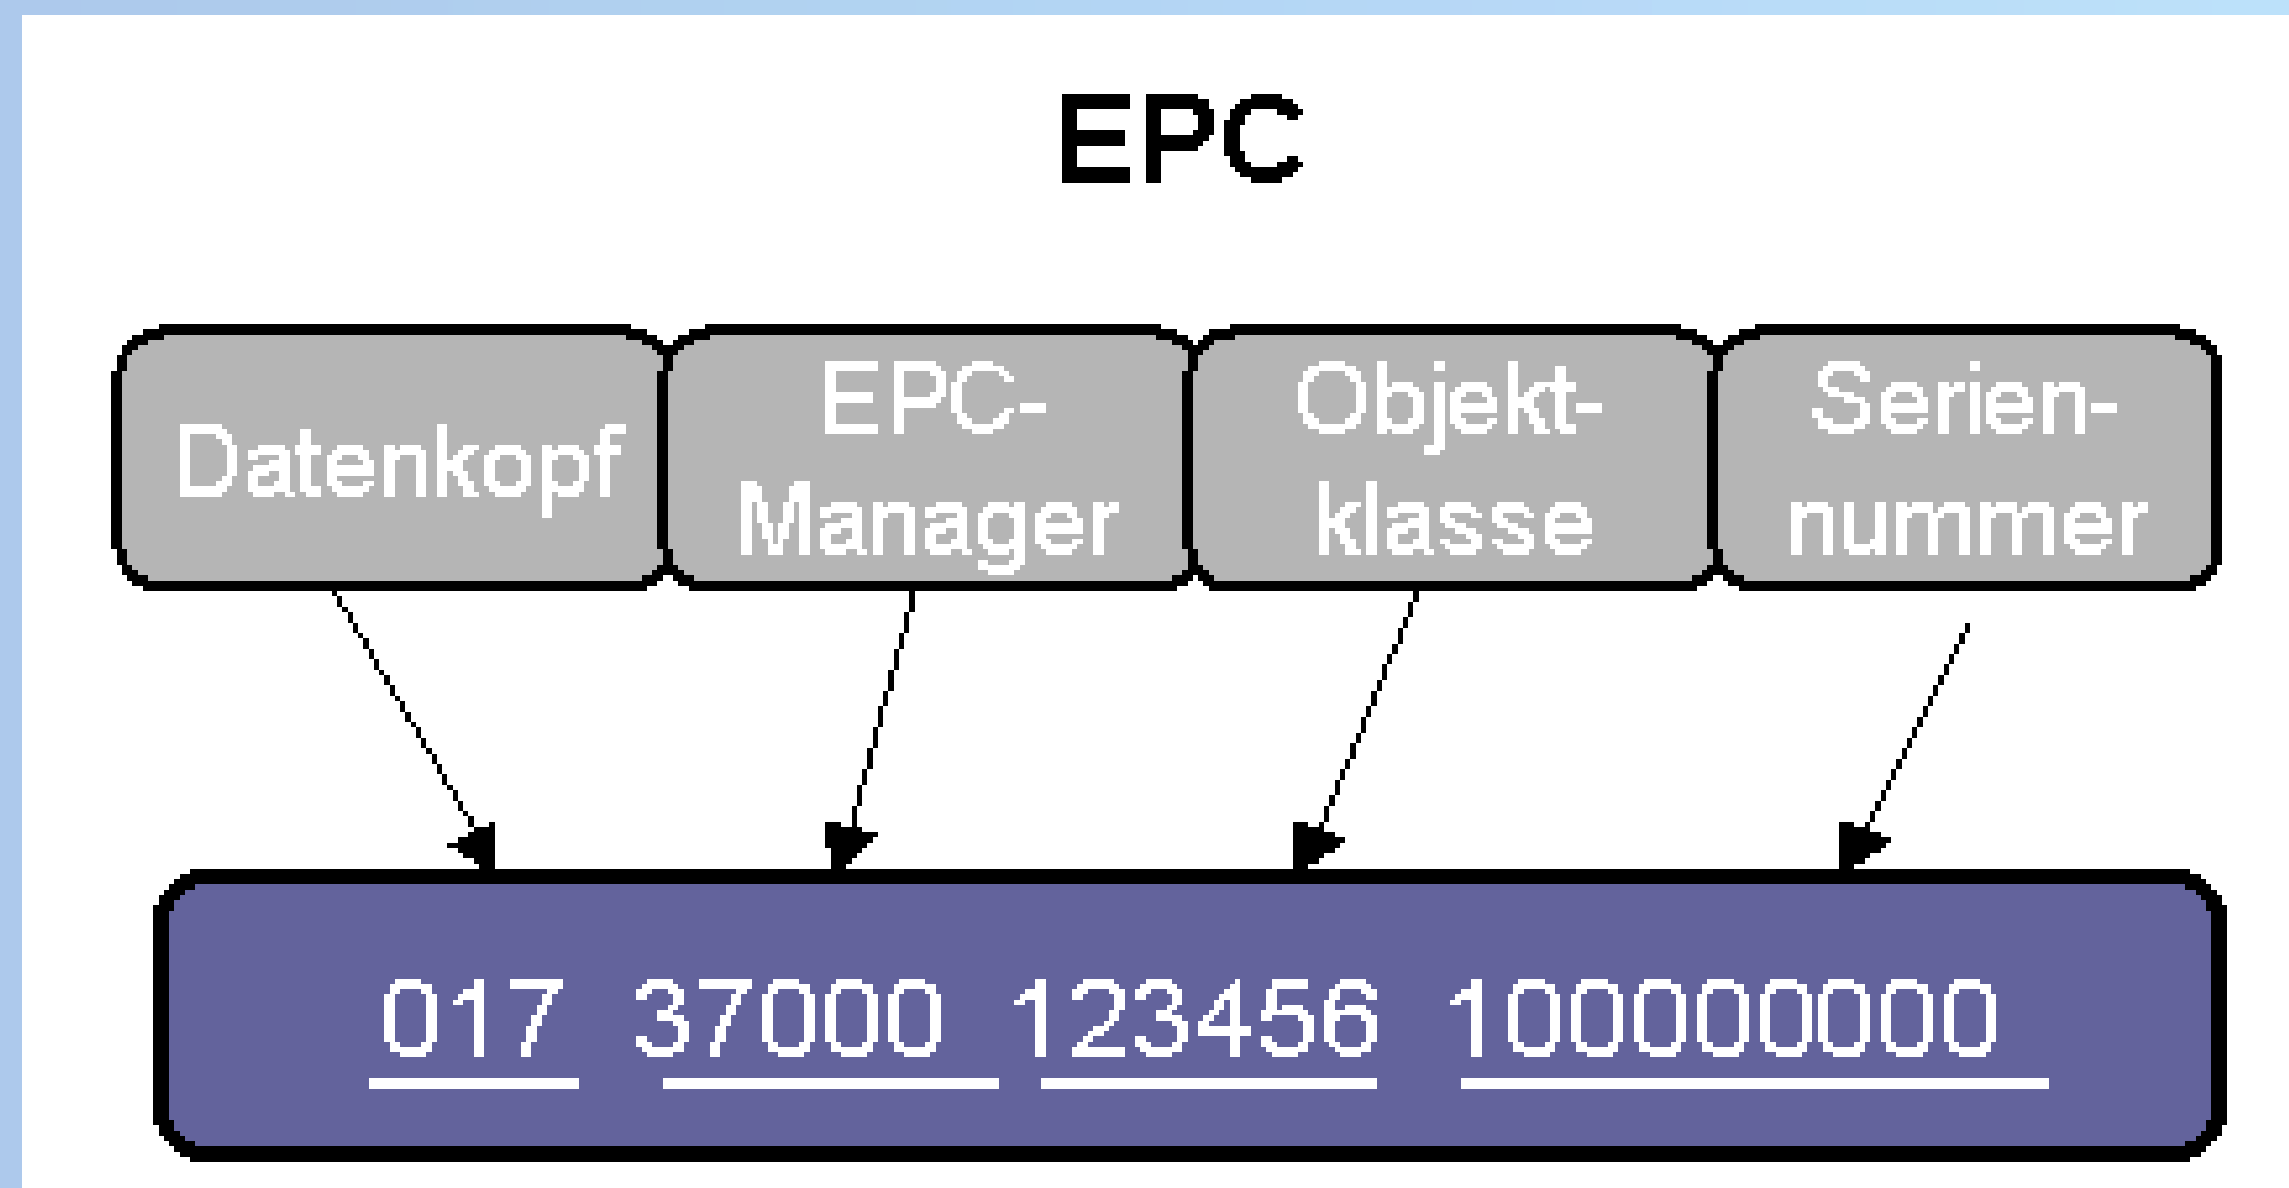 EPC
Datenkopf
EPC-
Manager
Objekt-
klasse
Serien-
nummer
017 37000 123456 100000000